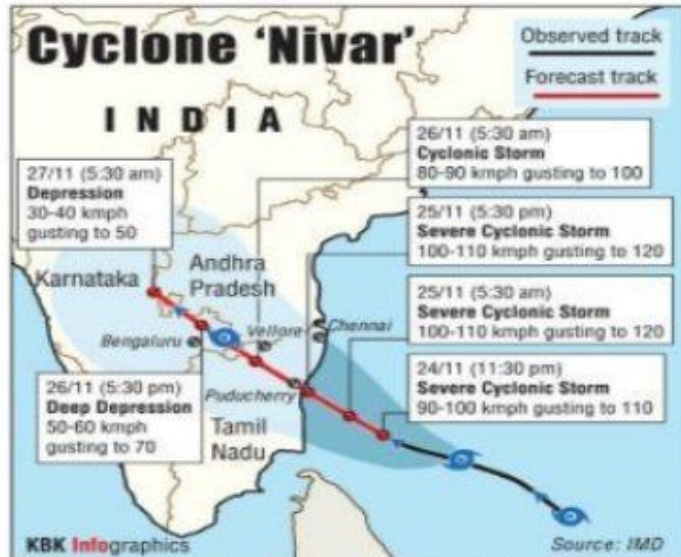 Cyclone 'Nivar'
Observed track
Forecast track
INDIA
26/11 (5:30 am)
Cyclonic Storm
80-90 kmph gusting to 100
27/11 (5:30 am)
Depression
30-40 kmph
gusting to 50
25/11 (5:30 pm)
Severe Cyclonic Storm
100-110 kmph gusting to 120
Karnataka
Andhra
Pradesh
25/11 (5:30 am)
Severe Cyclonic Storm
100-110 kmph gusting to 120
Bengaluru
Vellore
Chennai
24/11 (11:30 pm)
Severe Cyclonic Storm
90-100 kmph gusting to 110
26/11 (5:30 pm)
Deep Depression
50-60 kmph
gusting to 70
Puducherry
Tamil
Nadu
KBK Infographics
Source: IMD